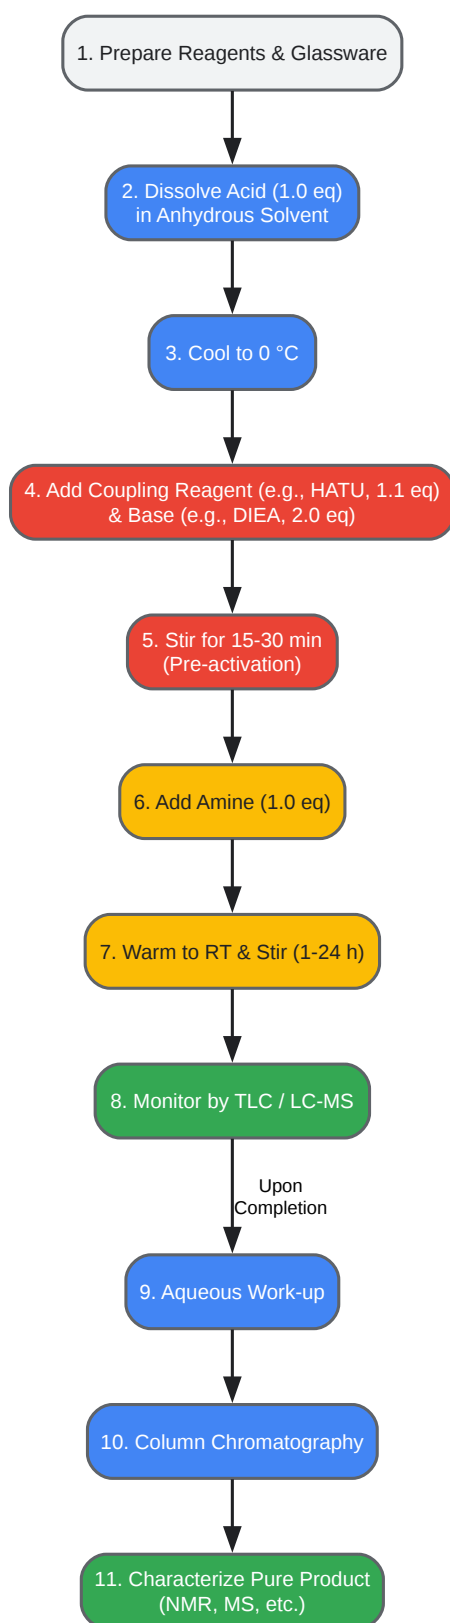 1. Prepare Reagents & Glassware
2. Dissolve Acid (1.0 eq)
in Anhydrous Solvent
3. Cool to 0 °C
4. Add Coupling Reagent (e.g., HATU, 1.1 eq)
& Base (e.g., DIEA, 2.0 eq)
5. Stir for 15-30 min
(Pre-activation)
6. Add Amine (1.0 eq)
7. Warm to RT & Stir (1-24 h)
8. Monitor by TLC / LC-MS
Upon
Completion
9. Aqueous Work-up
10. Column Chromatography
11. Characterize Pure Product
(NMR, MS, etc.)